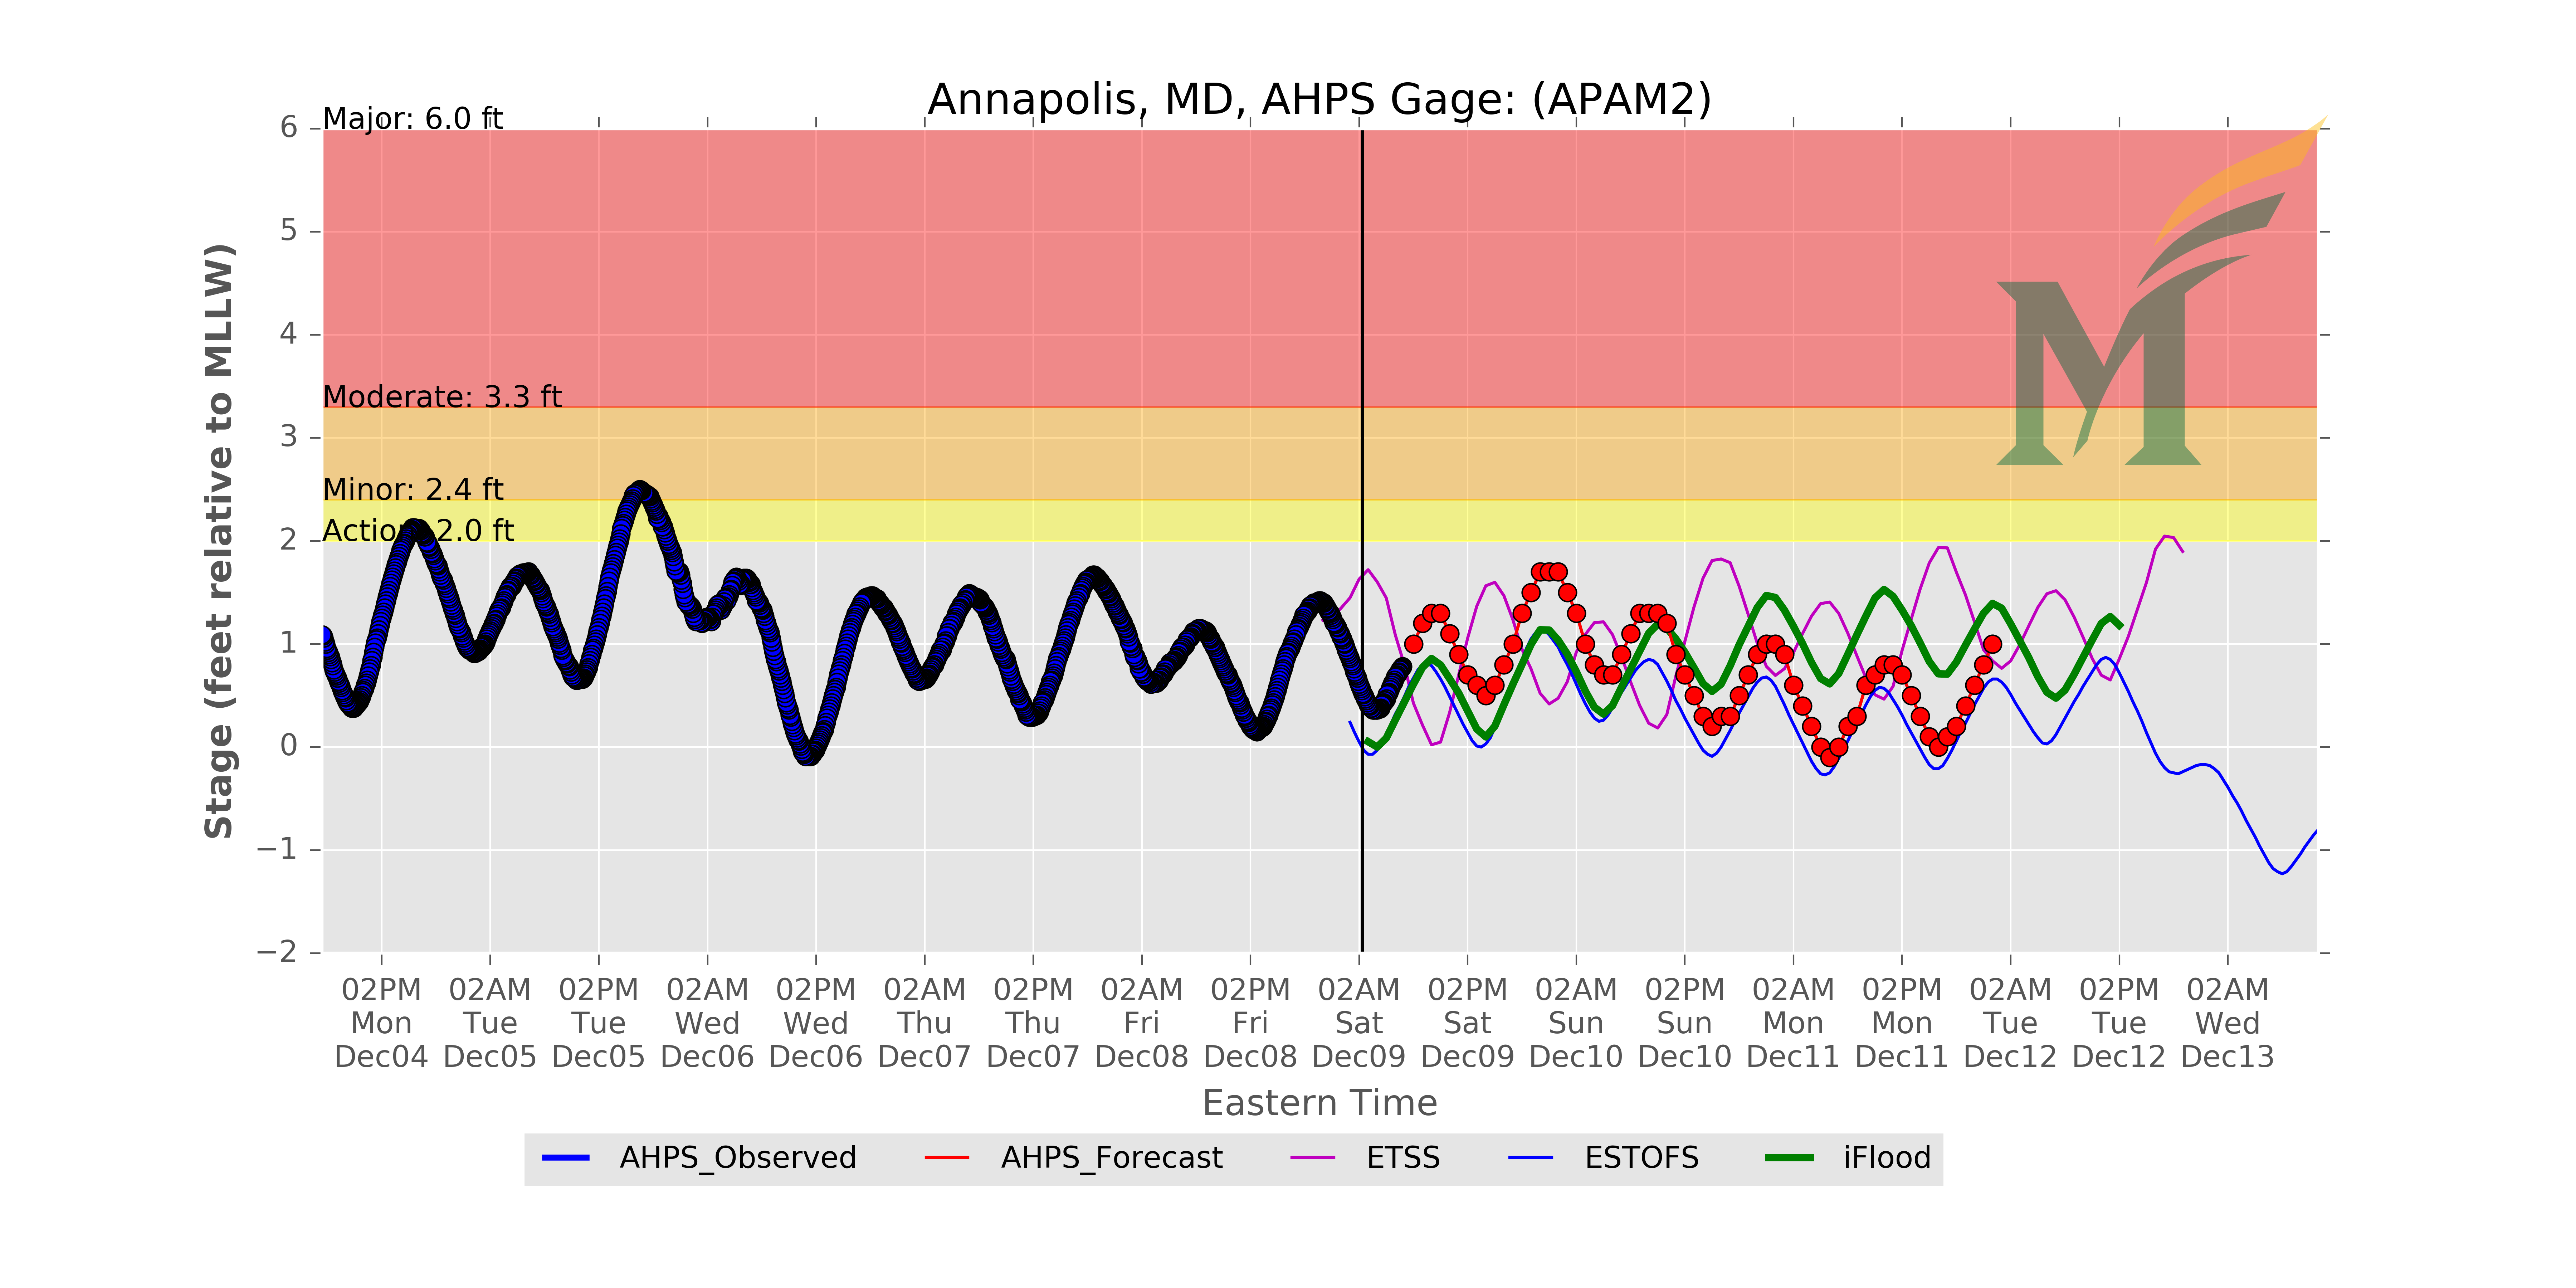 Annapolis, MD, AHPS Gage: (APAM2)
Major: 6.0 ft
Moderate: 3.3 ft
Minor: 2.4 ft
Action: 2.0 ft
Stage (feet relative to MLLW)
6
5
4
3
2
1
0
−1
−2
02PM 02AM 02PM 02AM 02PM 02AM 02PM 02AM 02PM 02AM 02PM 02AM 02PM 02AM 02PM 02AM 02PM 02AM
Mon Tue Tue Wed Wed Thu Thu Fri Fri Sat Sat Sun Sun Mon Mon Tue Tue Wed
Dec04 Dec05 Dec05 Dec06 Dec06 Dec07 Dec07 Dec08 Dec08 Dec09 Dec09 Dec10 Dec10 Dec11 Dec11 Dec12 Dec12 Dec13
Eastern Time
AHPS_Observed AHPS_Forecast ETSS ESTOFS iFlood